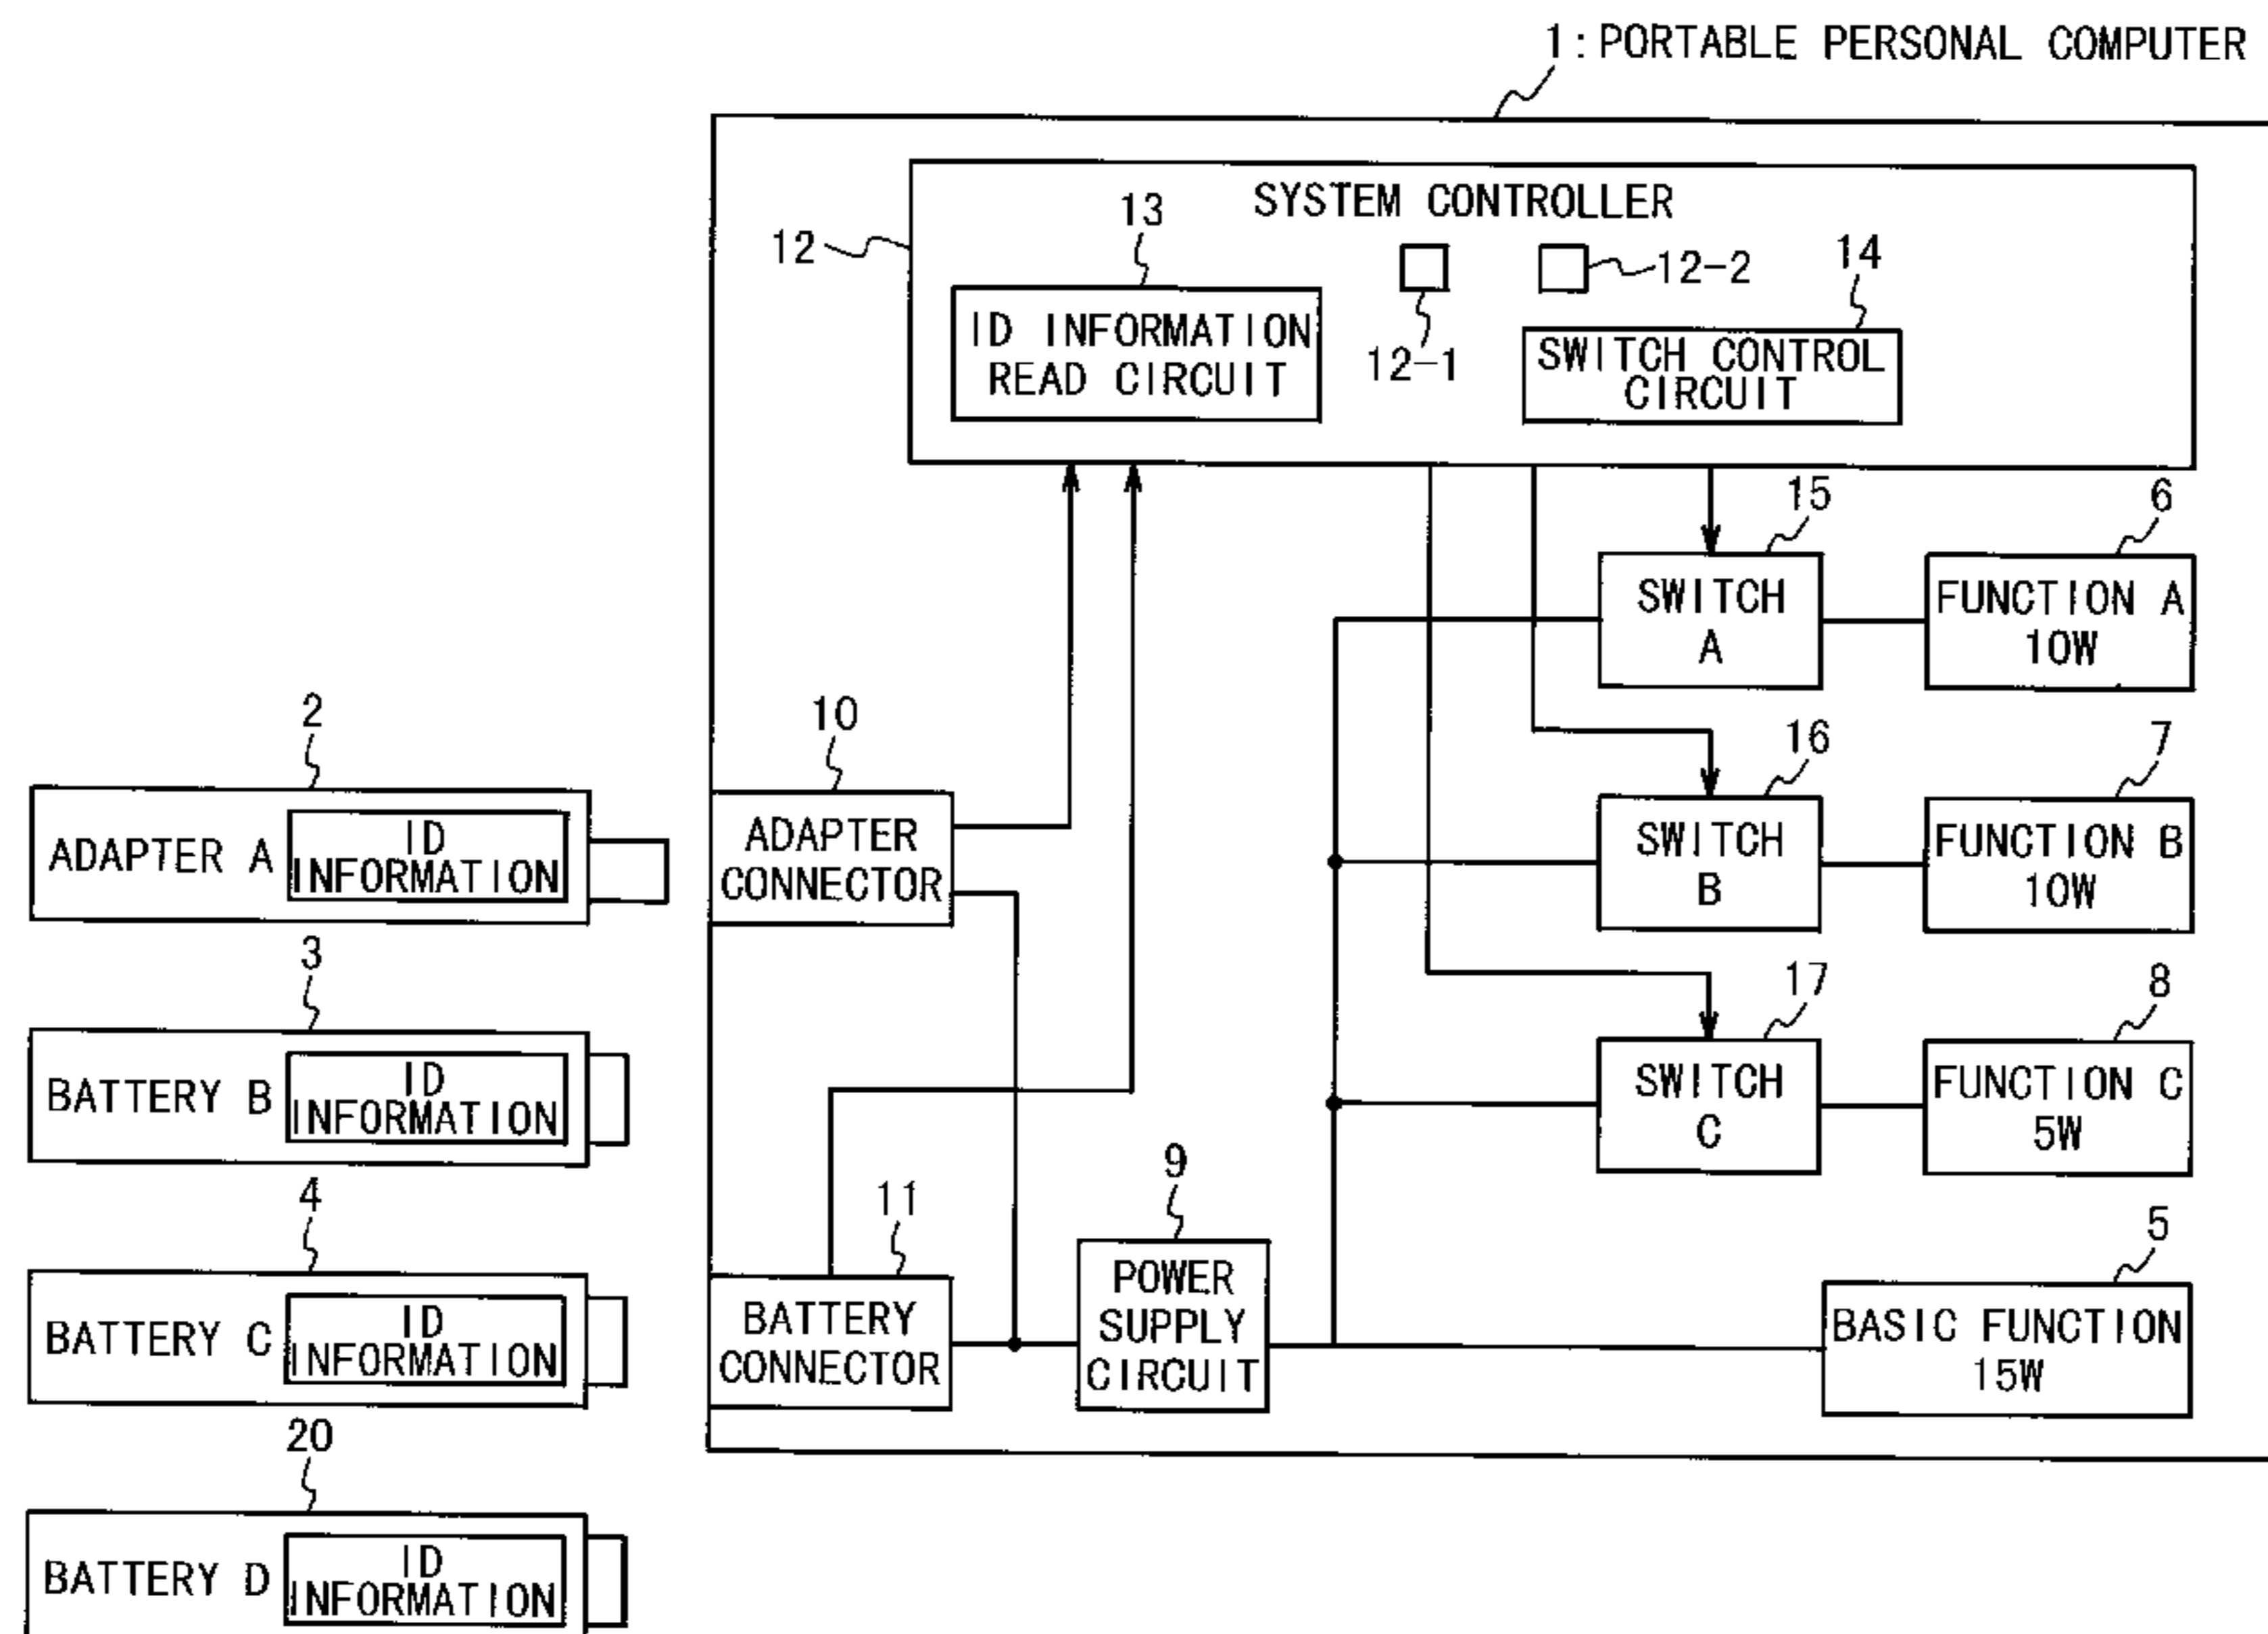 1:PORTABLE PERSONAL COMPUTER
SYSTEM CONTROLLER
12
13
12-1
12-2
14
ID INFORMATION
READ CIRCUIT
SWITCH CONTROL
CIRCUIT
15
SWITCH
A
6
FUNCTION A
10W
16
SWITCH
B
7
FUNCTION B
10W
17
SWITCH
C
8
FUNCTION C
5W
5
BASIC FUNCTION
15W
10
ADAPTER
CONNECTOR
11
BATTERY
CONNECTOR
9
POWER
SUPPLY
CIRCUIT
2
ADAPTER A
ID
INFORMATION
3
BATTERY B
ID
INFORMATION
4
BATTERY C
ID
INFORMATION
20
BATTERY D
ID
INFORMATION